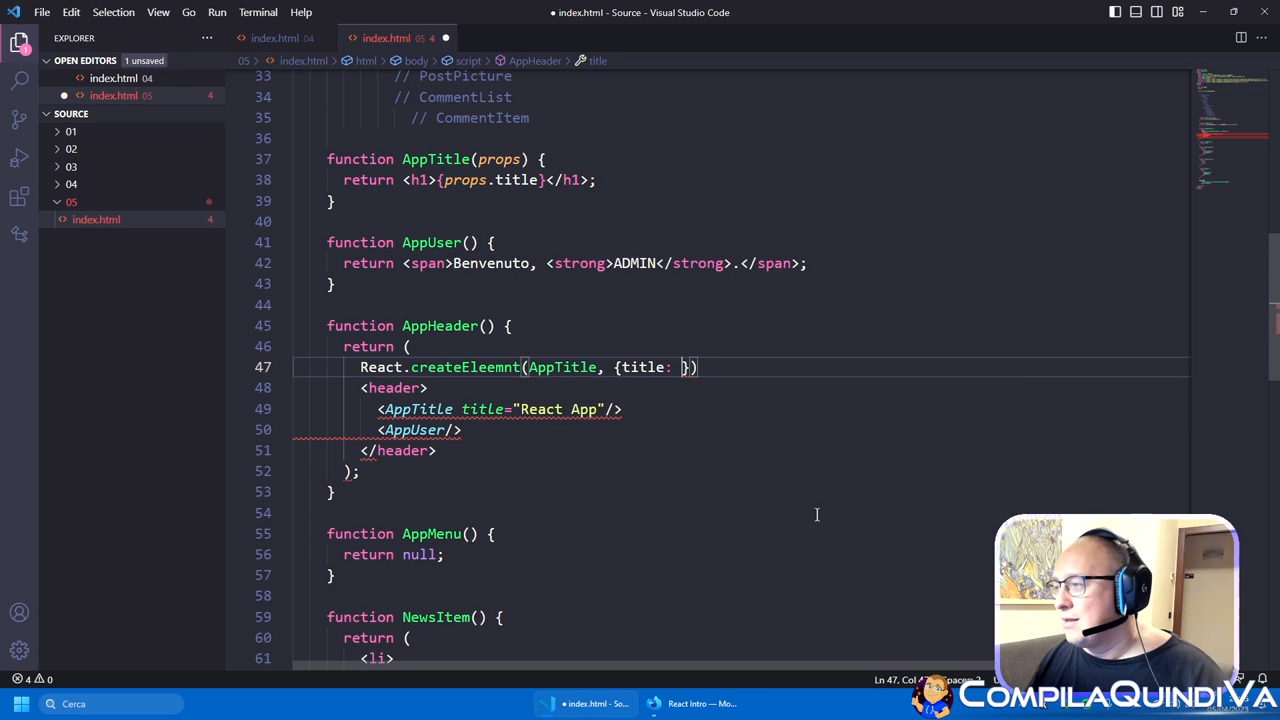 File Edit Selection View Go Run Terminal Help
● index.html - Source - Visual Studio Code
EXPLORER
index.html 04
index.html 05 4
OPEN EDITORS 1 unsaved
05 > index.html > html > body > script > AppHeader > title
index.html 04
index.html 05 4
SOURCE
01
02
03
04
05
index.html 4
33 // PostPicture
34 // CommentList
35 // CommentItem
36
37 function AppTitle(props) {
38 return <h1>{props.title}</h1>;
39 }
40
41 function AppUser() {
42 return <span>Benvenuto, <strong>ADMIN</strong>.</span>;
43 }
44
45 function AppHeader() {
46 return (
47 React.createEleemnt(AppTitle, {title: })
48 <header>
49 <AppTitle title="React App"/>
50 <AppUser/>
51 </header>
52 );
53 }
54
55 function AppMenu() {
56 return null;
57 }
58
59 function NewsItem() {
60 return (
61 <li>
4 0
Ln 47,
Cerca
● index.html - So...
React Intro — Mo...
COMPILAQUINDIVA